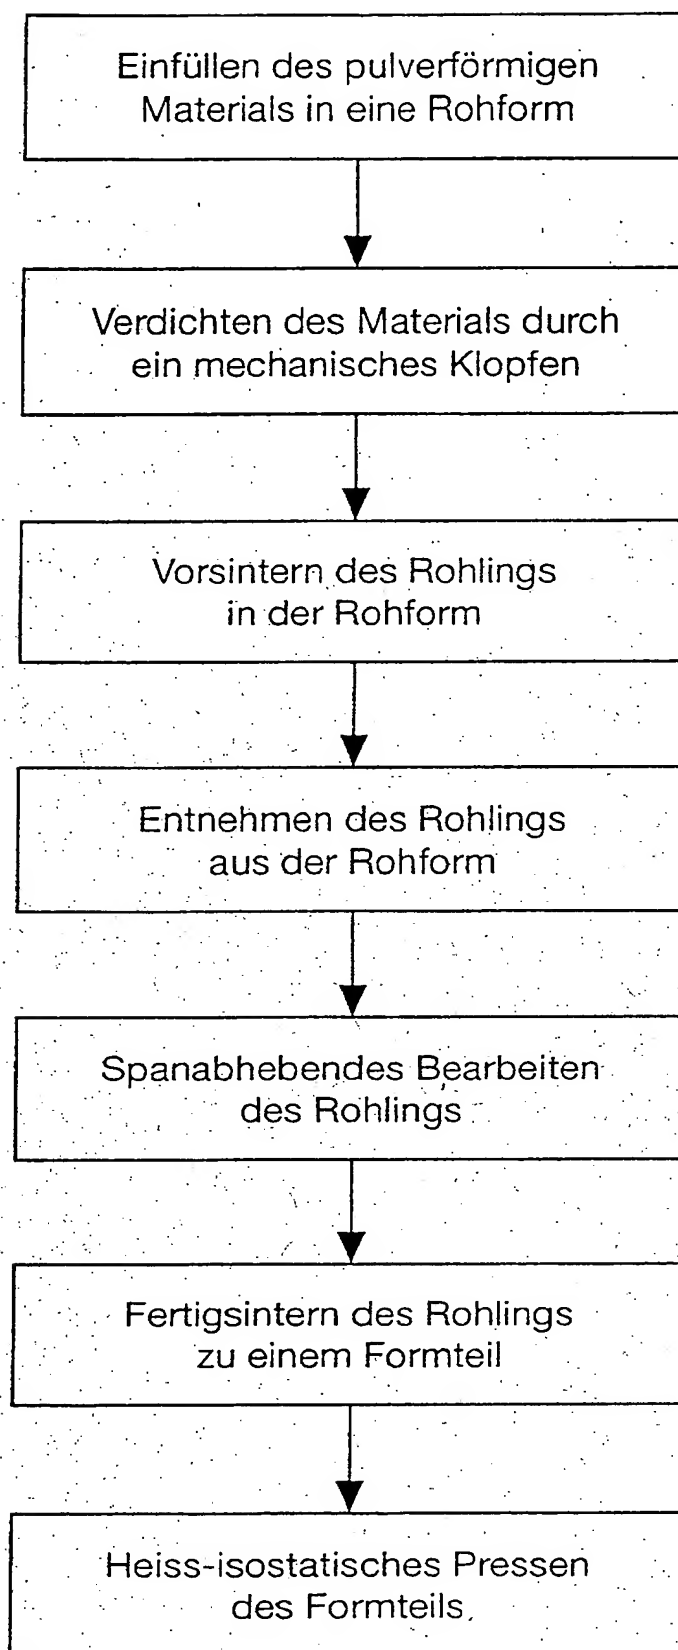 Einfüllen des pulverförmigen
Materials in eine Rohform
Verdichten des Materials durch
ein mechanisches Klopfen
Vorsintern des Rohlings
in der Rohform
Entnehmen des Rohlings
aus der Rohform
Spanabhebendes Bearbeiten
des Rohlings
Fertigsintern des Rohlings
zu einem Formteil
Heiss-isostatisches Pressen
des Formteils